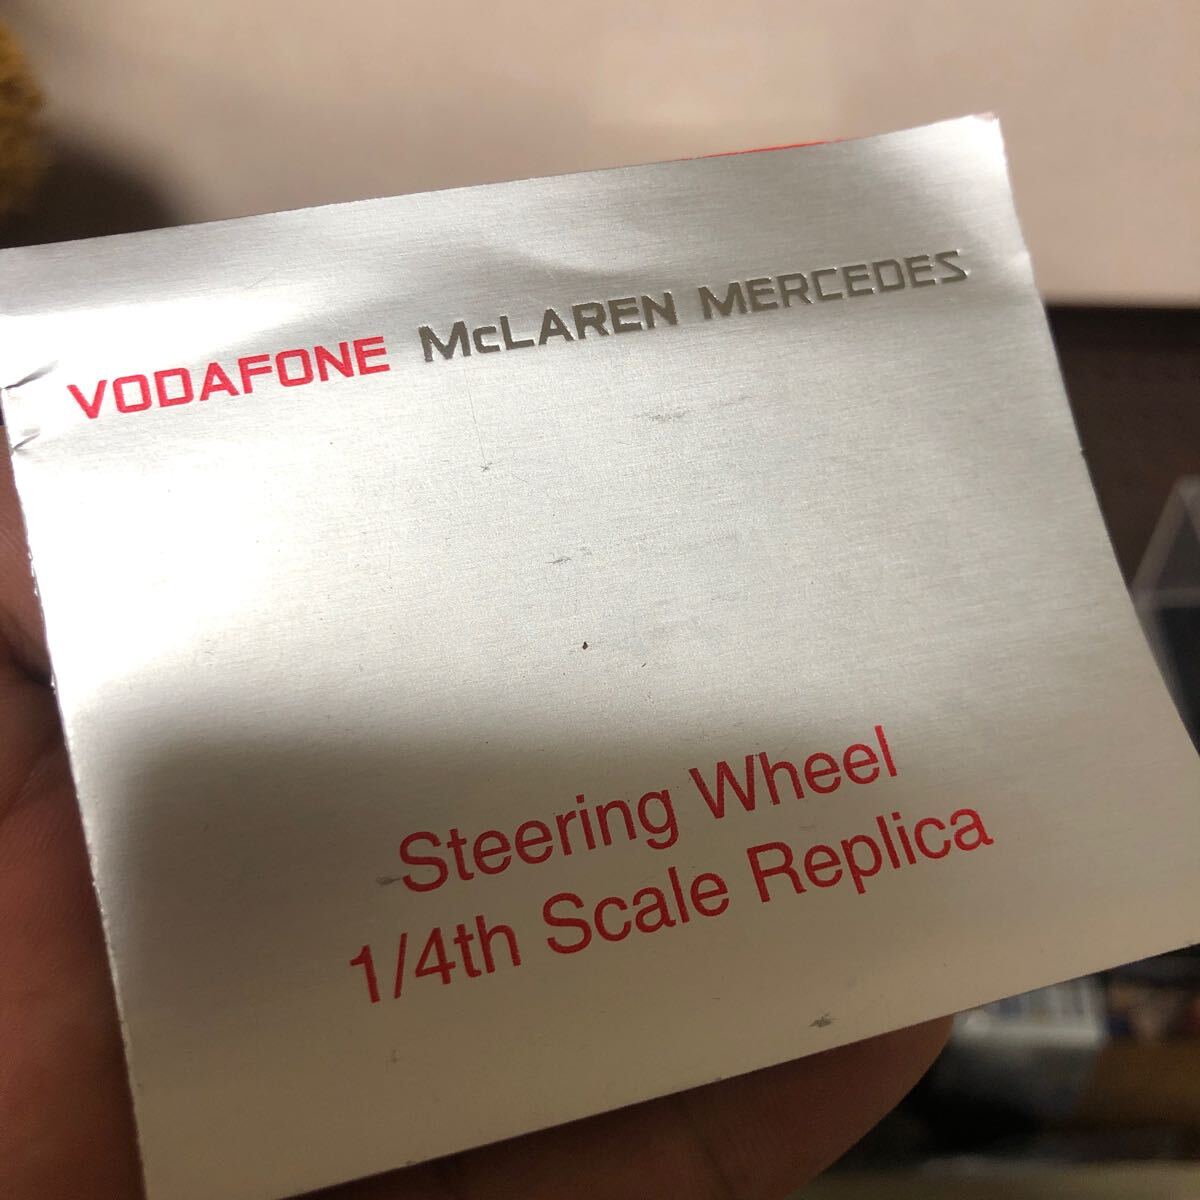 VODAFONE McLAREN MERCEDES
Steering Wheel
1/4th Scale Replica